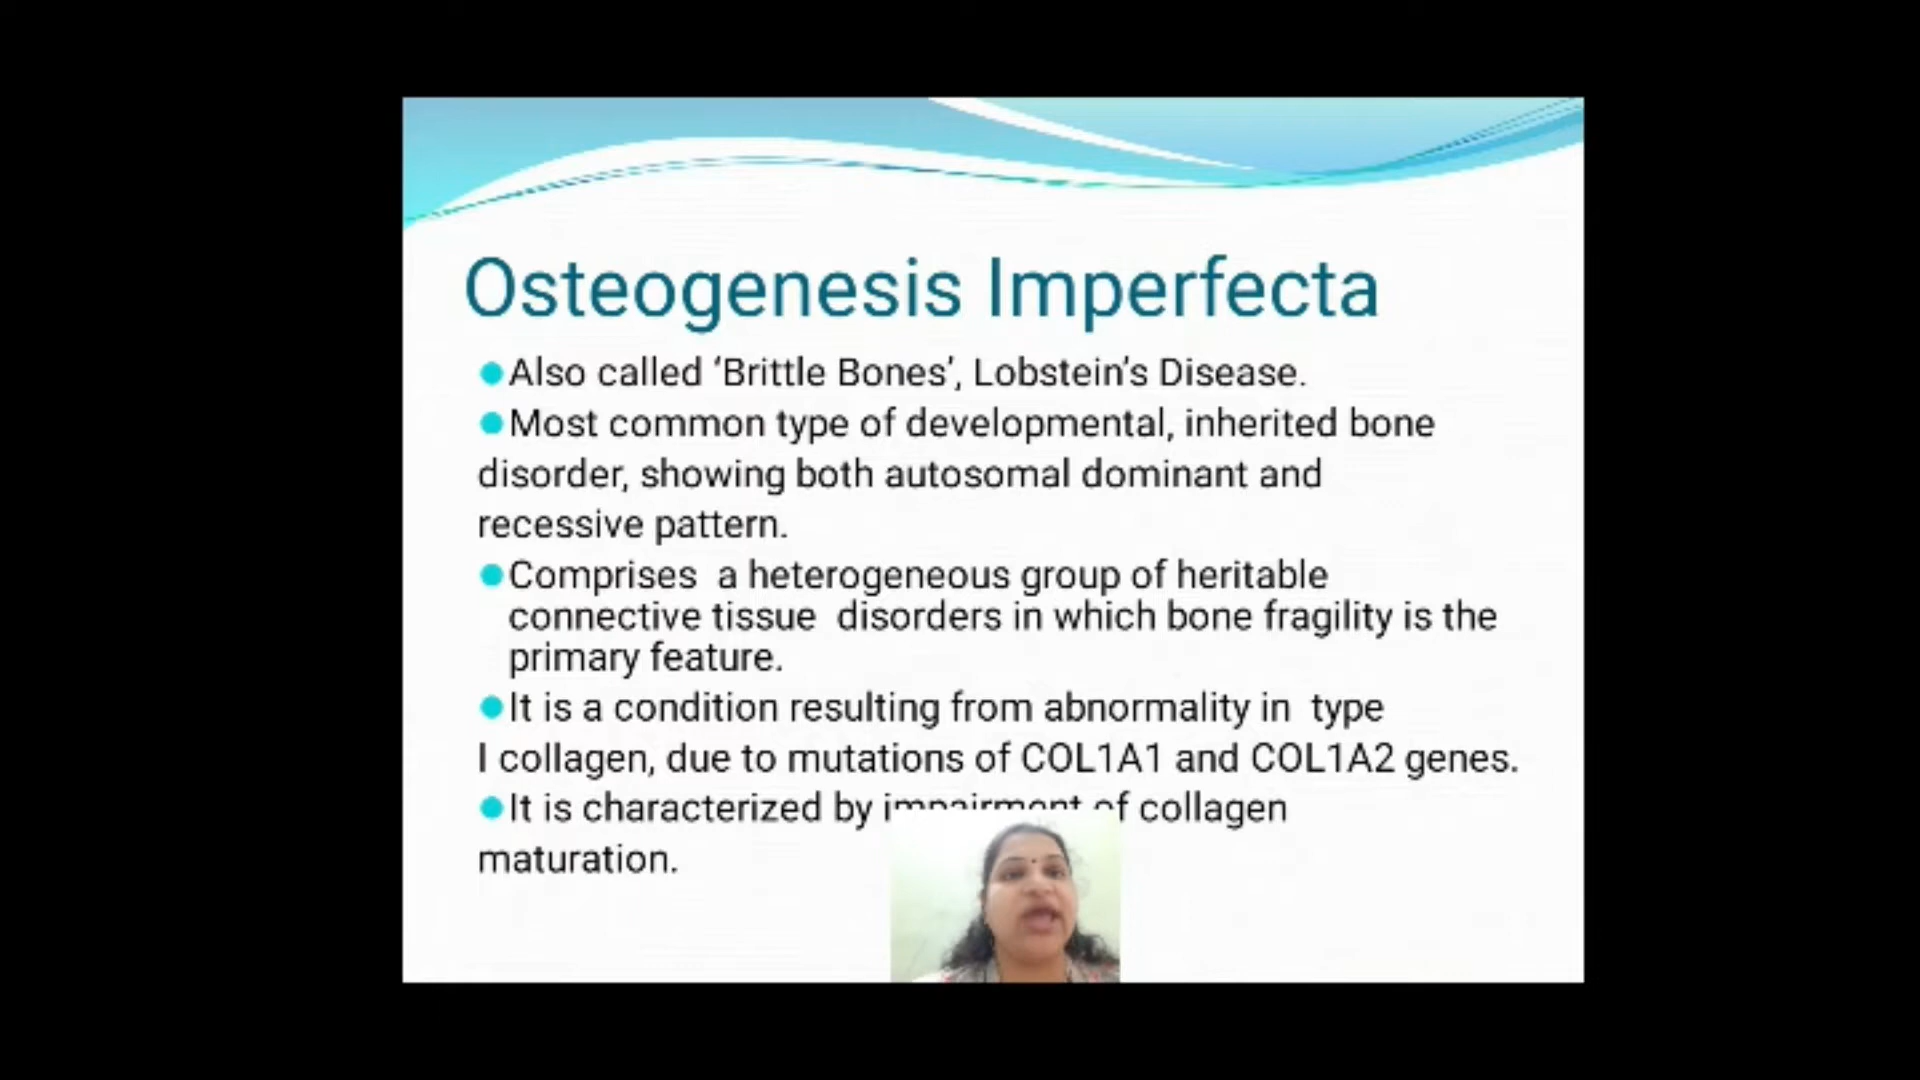 Osteogenesis Imperfecta
Also called ‘Brittle Bones’, Lobstein’s Disease.
Most common type of developmental, inherited bone
disorder, showing both autosomal dominant and
recessive pattern.
Comprises a heterogeneous group of heritable
connective tissue disorders in which bone fragility is the
primary feature.
It is a condition resulting from abnormality in type
I collagen, due to mutations of COL1A1 and COL1A2 genes.
It is characterized by impairment of collagen
maturation.